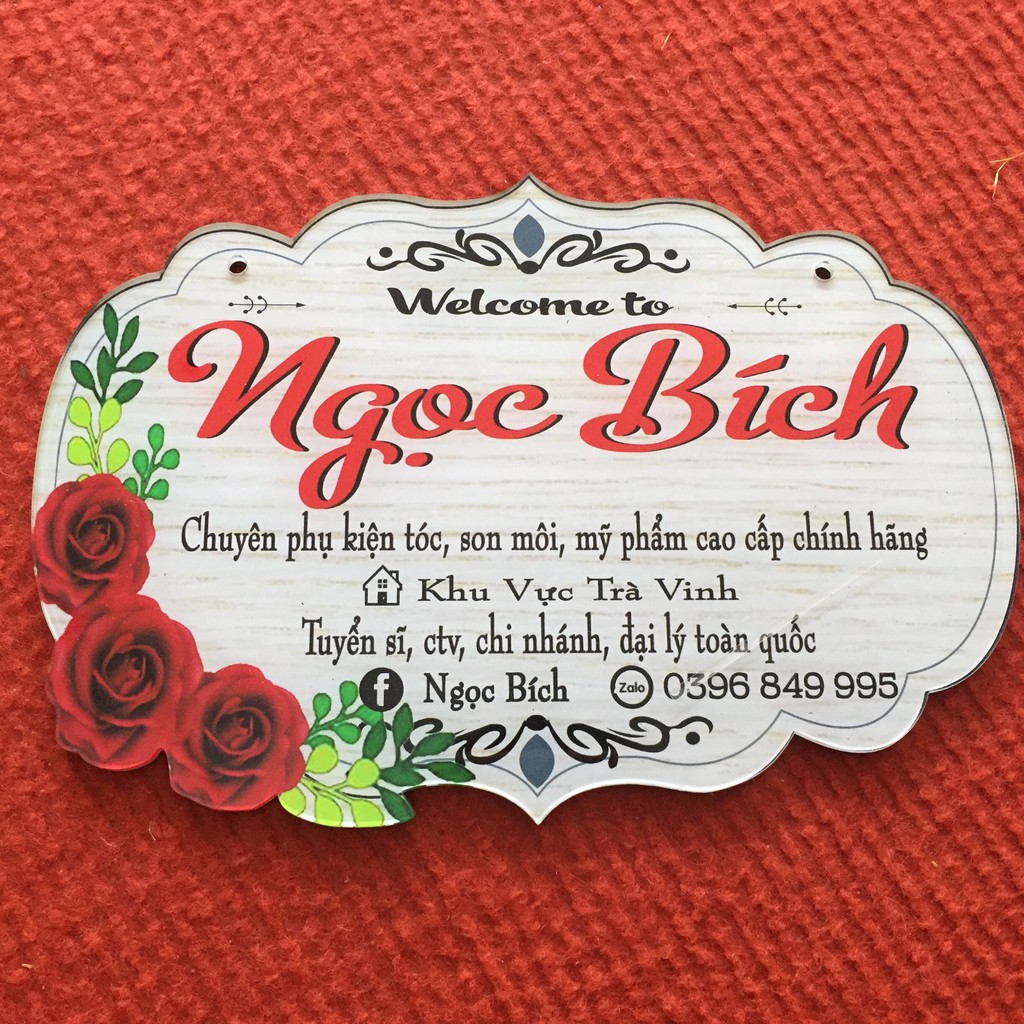 Welcome to
Ngọc Bích
Chuyên phụ kiện tóc, son môi, mỹ phẩm cao cấp chính hãng
Khu Vực Trà Vinh
Tuyển sĩ, ctv, chi nhánh, đại lý toàn quốc
f Ngọc Bích Zalo 0396 849 995